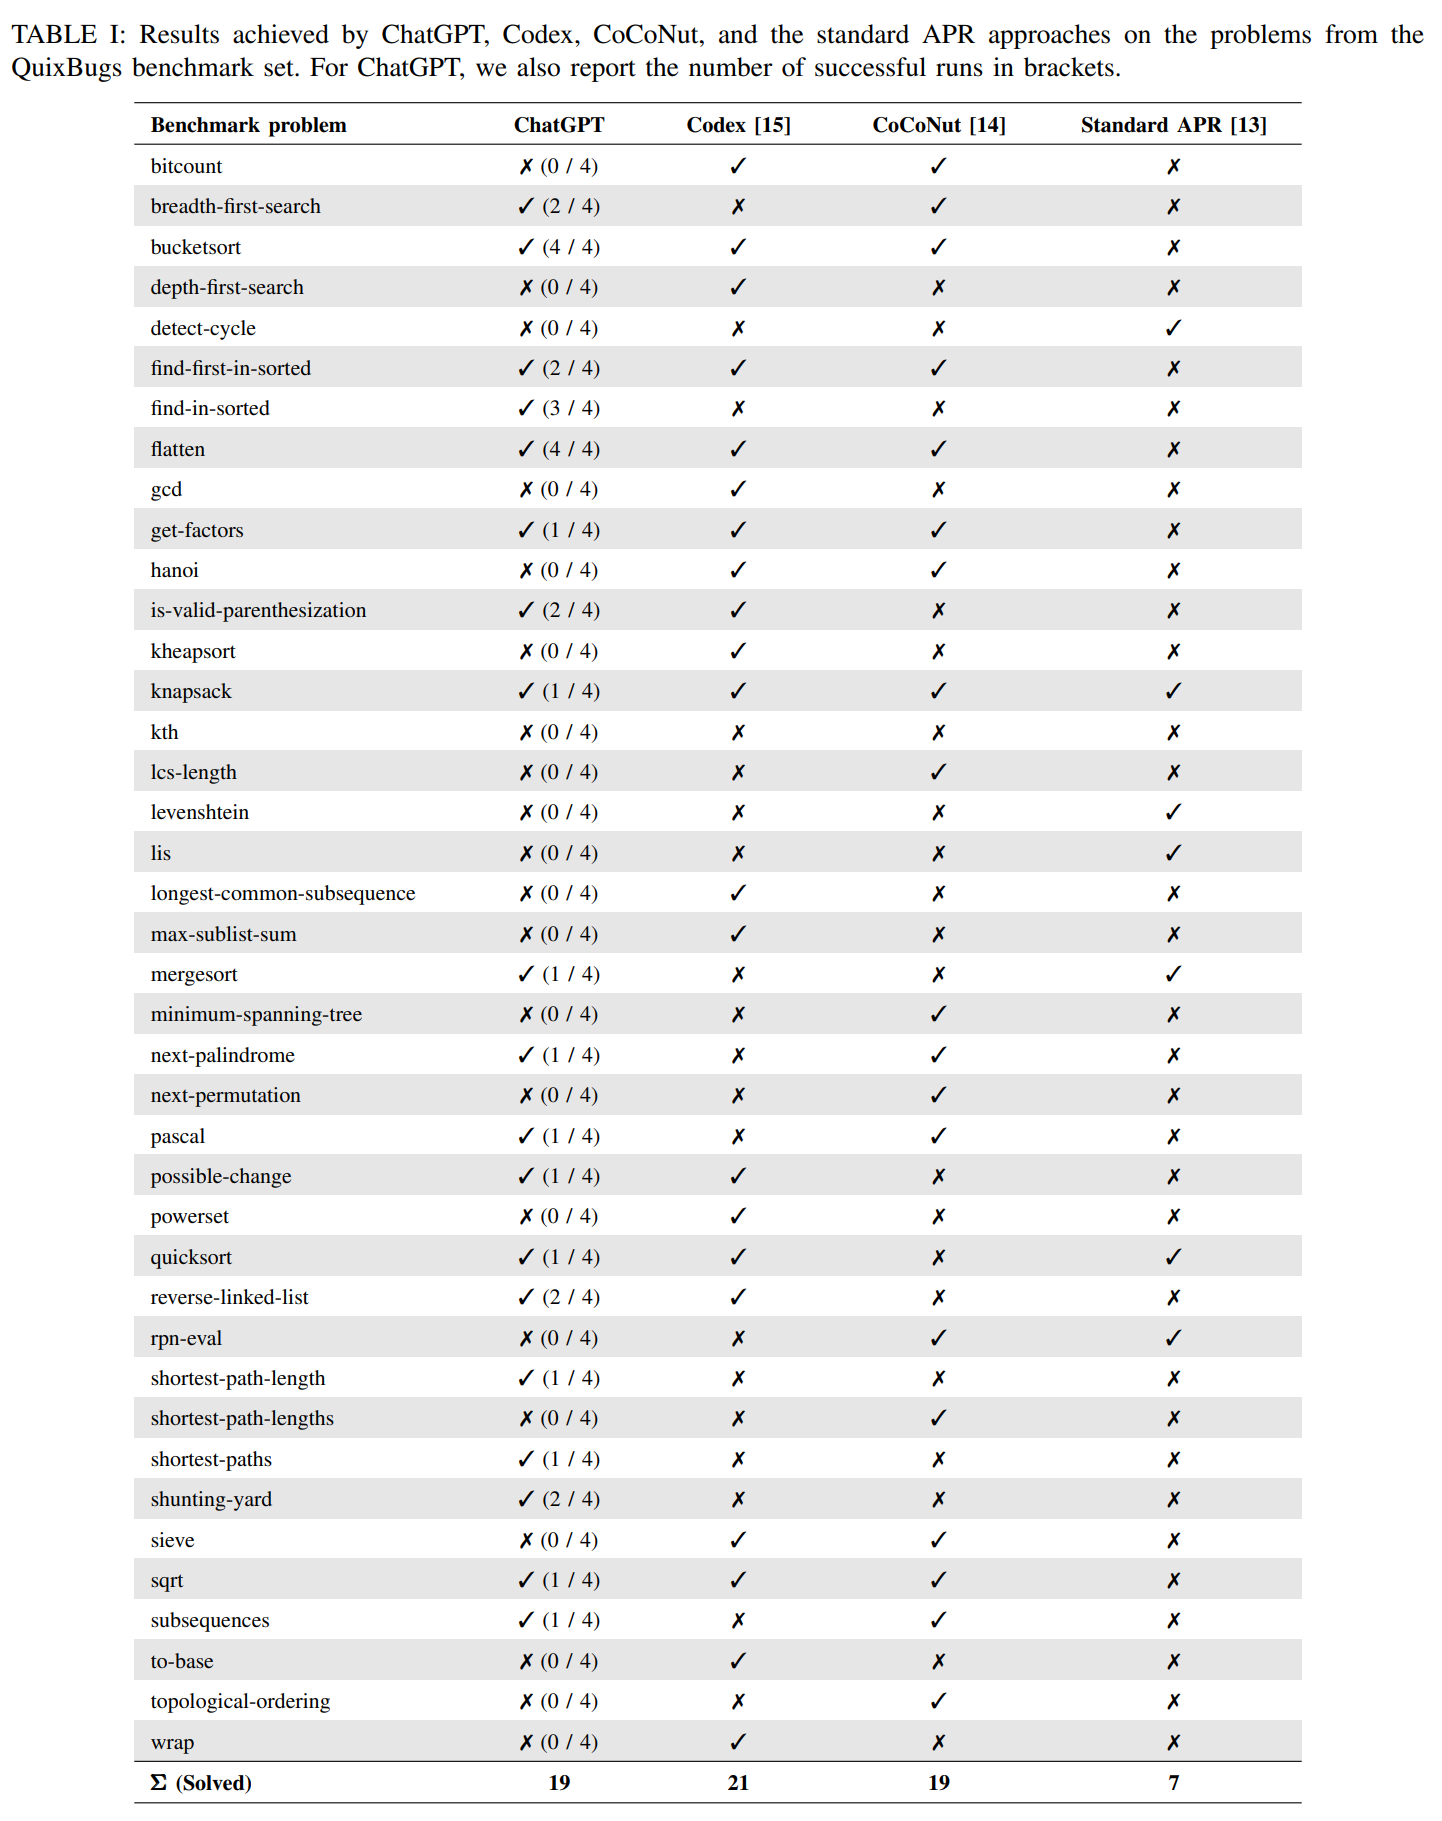 TABLE I: Results achieved by ChatGPT, Codex, CoCoNut, and the standard APR approaches on the problems from the
QuixBugs benchmark set. For ChatGPT, we also report the number of successful runs in brackets.
Benchmark problem ChatGPT Codex [15] CoCoNut [14] Standard APR [13]
bitcount ✗ (0 / 4) ✓ ✓ ✗
breadth-first-search ✓ (2 / 4) ✗ ✓ ✗
bucketsort ✓ (4 / 4) ✓ ✓ ✗
depth-first-search ✗ (0 / 4) ✓ ✗ ✗
detect-cycle ✗ (0 / 4) ✗ ✗ ✓
find-first-in-sorted ✓ (2 / 4) ✓ ✓ ✗
find-in-sorted ✓ (3 / 4) ✗ ✗ ✗
flatten ✓ (4 / 4) ✓ ✓ ✗
gcd ✗ (0 / 4) ✓ ✗ ✗
get-factors ✓ (1 / 4) ✓ ✓ ✗
hanoi ✗ (0 / 4) ✓ ✓ ✗
is-valid-parenthesization ✓ (2 / 4) ✓ ✗ ✗
kheapsort ✗ (0 / 4) ✓ ✗ ✗
knapsack ✓ (1 / 4) ✓ ✓ ✓
kth ✗ (0 / 4) ✗ ✗ ✗
lcs-length ✗ (0 / 4) ✗ ✓ ✗
levenshtein ✗ (0 / 4) ✗ ✗ ✓
lis ✗ (0 / 4) ✗ ✗ ✓
longest-common-subsequence ✗ (0 / 4) ✓ ✗ ✗
max-sublist-sum ✗ (0 / 4) ✓ ✗ ✗
mergesort ✓ (1 / 4) ✗ ✗ ✓
minimum-spanning-tree ✗ (0 / 4) ✗ ✓ ✗
next-palindrome ✓ (1 / 4) ✗ ✓ ✗
next-permutation ✗ (0 / 4) ✗ ✓ ✗
pascal ✓ (1 / 4) ✗ ✓ ✗
possible-change ✓ (1 / 4) ✓ ✗ ✗
powerset ✗ (0 / 4) ✓ ✗ ✗
quicksort ✓ (1 / 4) ✓ ✗ ✓
reverse-linked-list ✓ (2 / 4) ✓ ✗ ✗
rpn-eval ✗ (0 / 4) ✗ ✓ ✓
shortest-path-length ✓ (1 / 4) ✗ ✗ ✗
shortest-path-lengths ✗ (0 / 4) ✗ ✓ ✗
shortest-paths ✓ (1 / 4) ✗ ✗ ✗
shunting-yard ✓ (2 / 4) ✗ ✗ ✗
sieve ✗ (0 / 4) ✓ ✓ ✗
sqrt ✓ (1 / 4) ✓ ✓ ✗
subsequences ✓ (1 / 4) ✗ ✓ ✗
to-base ✗ (0 / 4) ✓ ✗ ✗
topological-ordering ✗ (0 / 4) ✗ ✓ ✗
wrap ✗ (0 / 4) ✓ ✗ ✗
Σ (Solved) 19 21 19 7